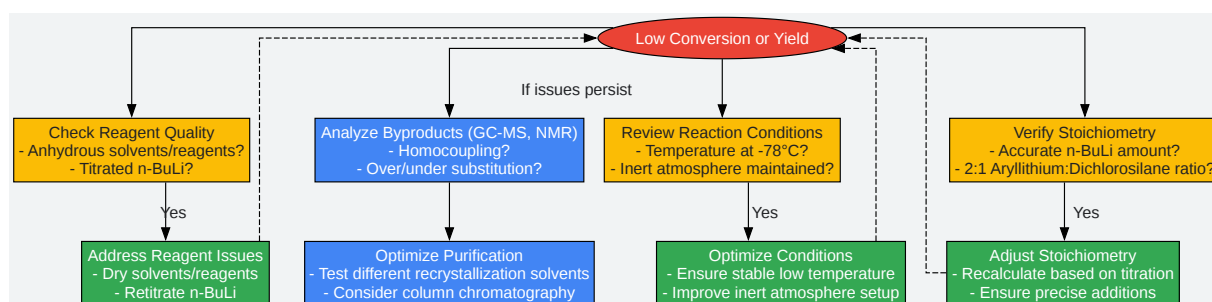 Low Conversion or Yield
If issues persist
Check Reagent Quality
- Anhydrous solvents/reagents?
- Titrated n-BuLi?
Analyze Byproducts (GC-MS, NMR)
- Homocoupling?
- Over/under substitution?
Review Reaction Conditions
- Temperature at -78°C?
- Inert atmosphere maintained?
Verify Stoichiometry
- Accurate n-BuLi amount?
- 2:1 Aryllithium:Dichlorosilane ratio?
Yes
Yes
Yes
Address Reagent Issues
- Dry solvents/reagents
- Retitrate n-BuLi
Optimize Purification
- Test different recrystallization solvents
- Consider column chromatography
Optimize Conditions
- Ensure stable low temperature
- Improve inert atmosphere setup
Adjust Stoichiometry
- Recalculate based on titration
- Ensure precise additions